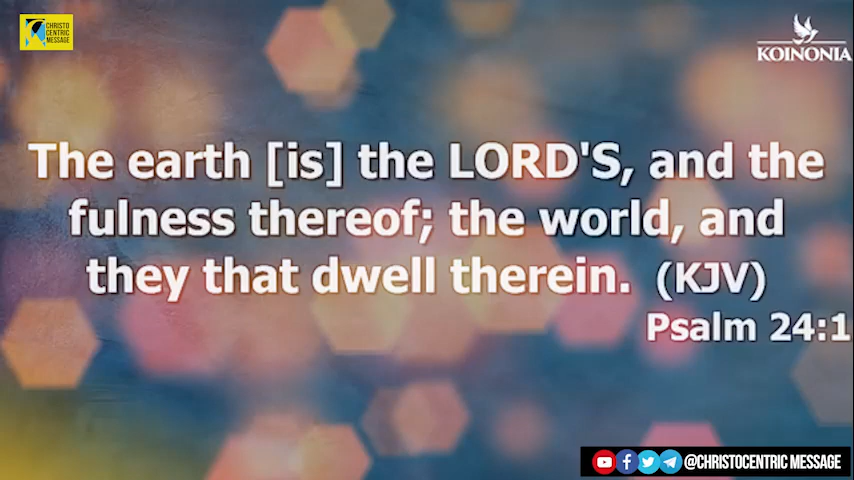 CHRISTO
CENTRIC
MESSAGE
KOINONIA
The earth [is] the LORD'S, and the
fulness thereof; the world, and
they that dwell therein. (KJV)
Psalm 24:1
@CHRISTOCENTRIC MESSAGE